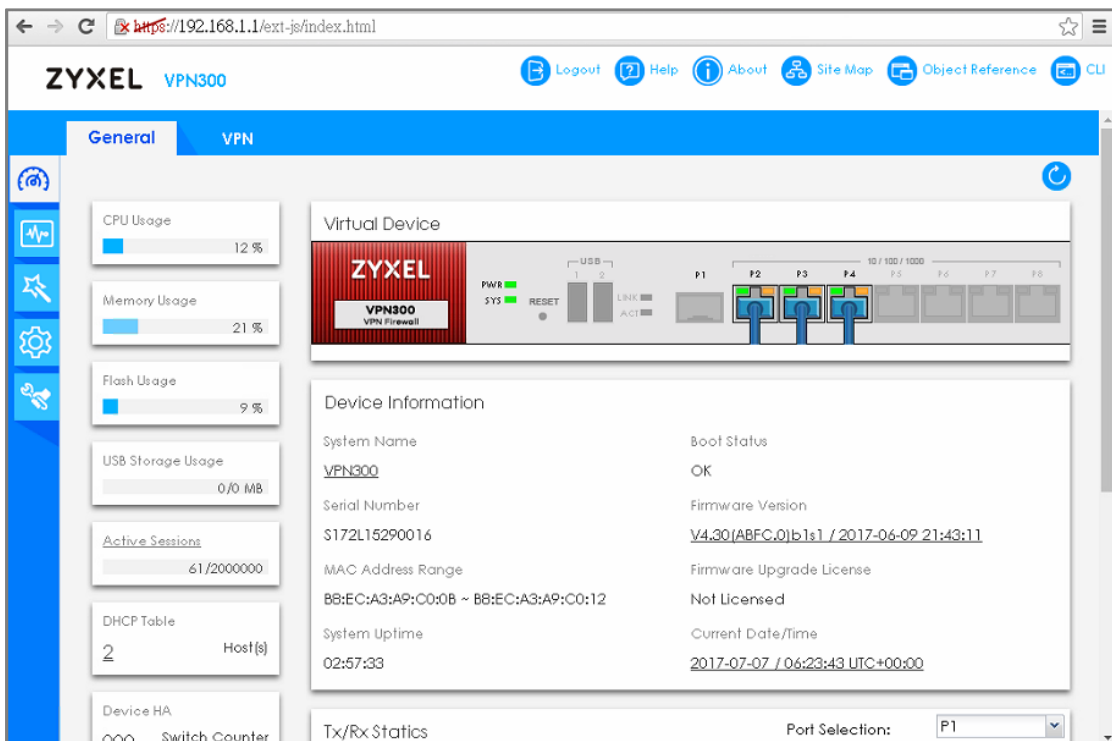 https://192.168.1.1/ext-js/index.html
ZYXEL VPN300
Logout Help About Site Map Object Reference CLI
General VPN
CPU Usage
12 %
Memory Usage
21 %
Flash Usage
9 %
USB Storage Usage
0/0 MB
Active Sessions
61/2000000
DHCP Table
2 Host(s)
Device HA
Switch Counter
Virtual Device
ZYXEL
VPN300
VPN Firewall
PWR
SYS
RESET
USB
1 2
LINK
ACT
10/100/1000
P1 P2 P3 P4 P5 P6 P7 P8
Device Information
System Name
VPN300
Boot Status
OK
Serial Number
S172L15290016
Firmware Version
V4.30(ABFC.0)b1s1 / 2017-06-09 21:43:11
MAC Address Range
B8:EC:A3:A9:C0:0B ~ B8:EC:A3:A9:C0:12
Firmware Upgrade License
Not Licensed
System Uptime
02:57:33
Current Date/Time
2017-07-07 / 06:23:43 UTC+00:00
Tx/Rx Statics
Port Selection: P1